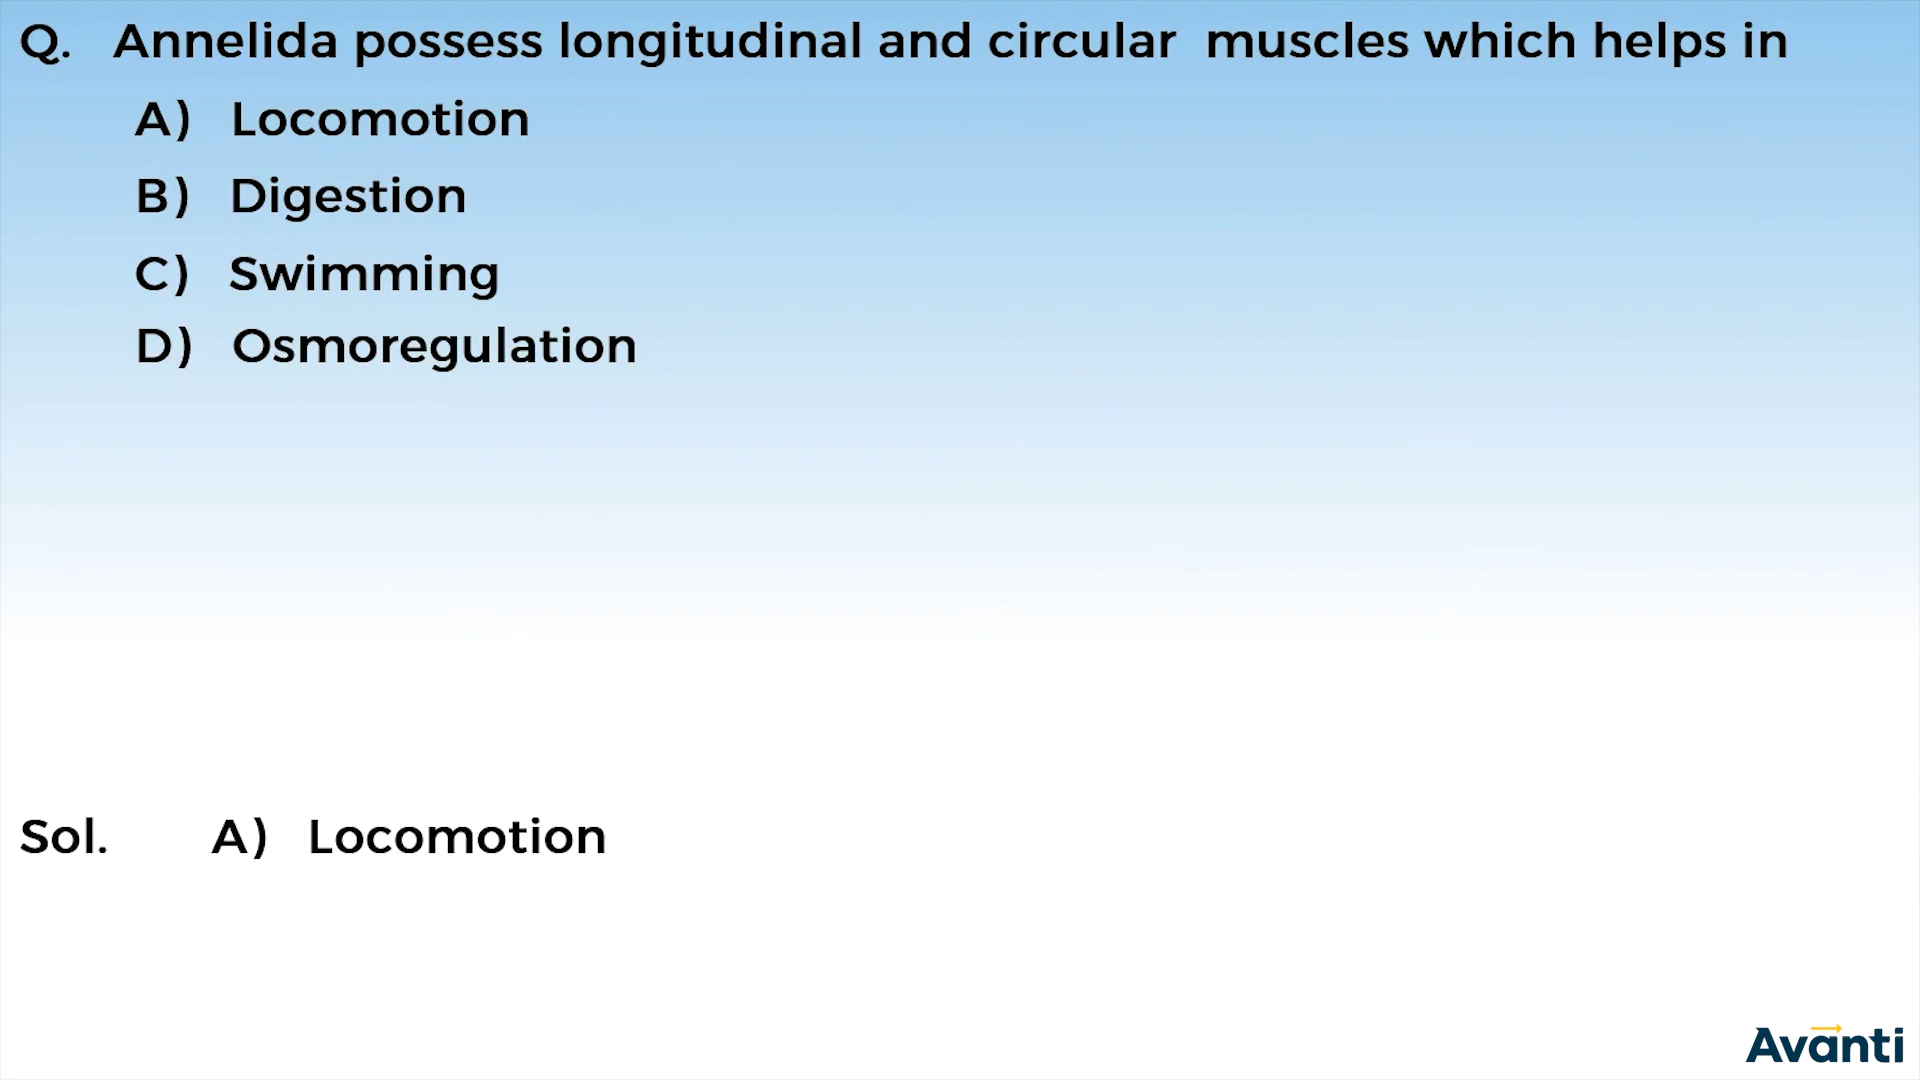 Q. Annelida possess longitudinal and circular muscles which helps in
A) Locomotion
B) Digestion
C) Swimming
D) Osmoregulation
Sol. A) Locomotion
Avanti